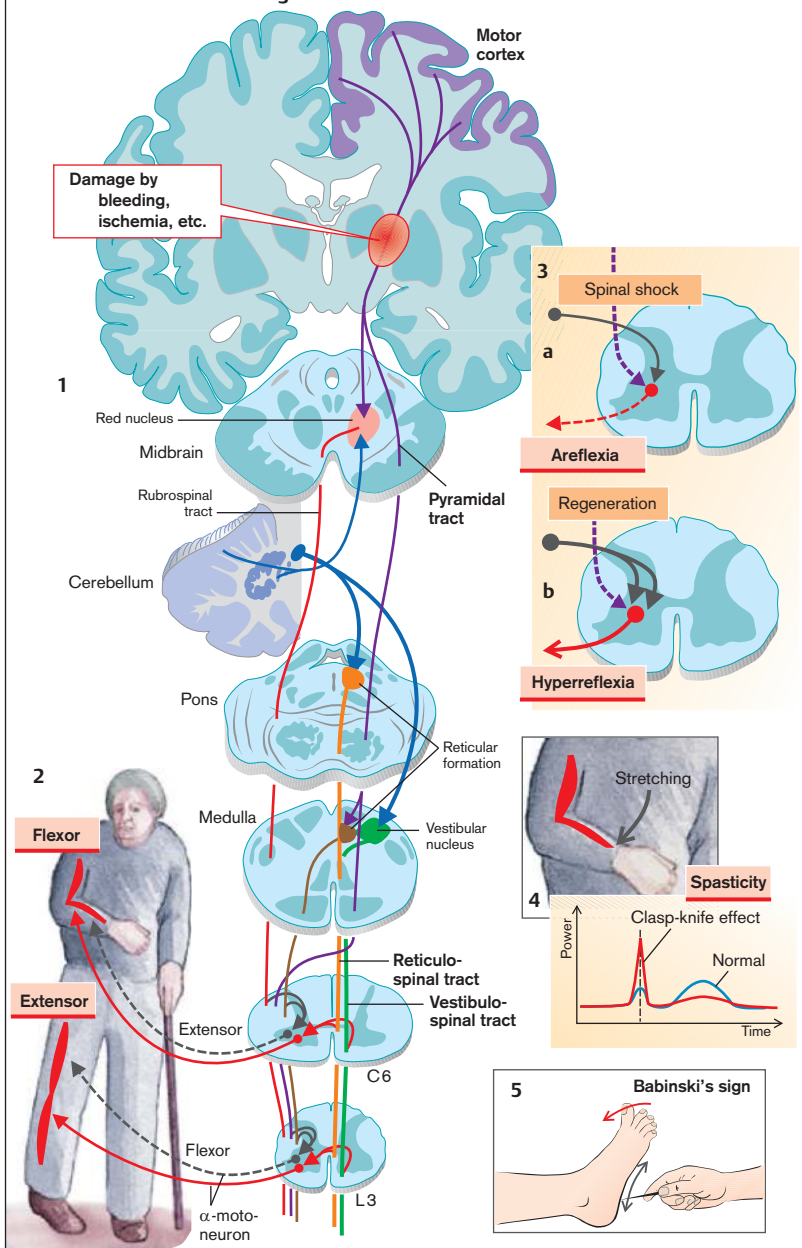 Motor
cortex
Damage by
bleeding,
ischemia, etc.
1
Red nucleus
Midbrain
Rubrospinal
tract
Pyramidal
tract
Cerebellum
Pons
Reticular
formation
Medulla
Vestibular
nucleus
Reticulo-
spinal tract
Vestibulo-
spinal tract
C6
L3
2
Flexor
Extensor
Extensor
Flexor
α-moto-
neuron
3
Spinal shock
a
Areflexia
Regeneration
b
Hyperreflexia
Stretching
4
Spasticity
Clasp-knife effect
Power
Normal
Time
5
Babinski's sign